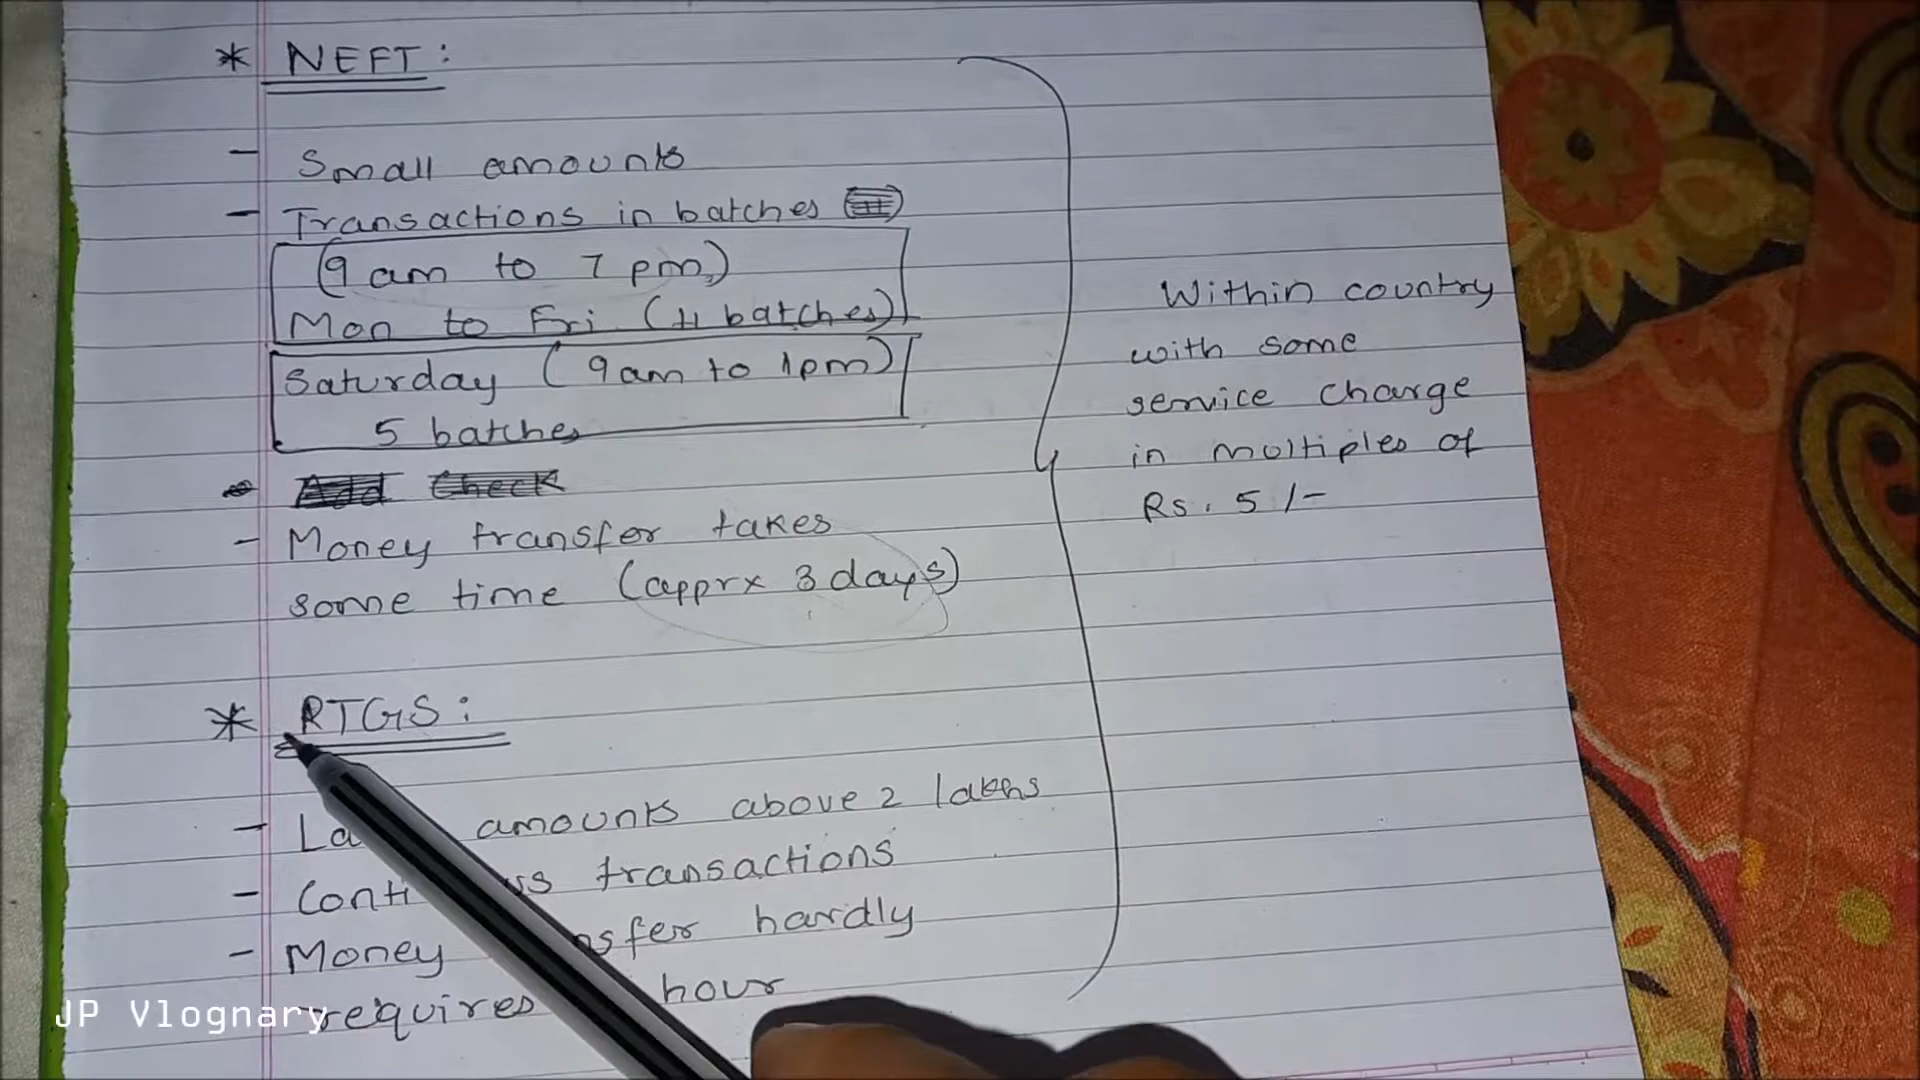 * NEFT:
- Small amounts
- Transactions in batches
(9 am to 7 pm)
Mon to Fri (11 batches)
Saturday (9am to 1pm)
5 batches
- Money transfer takes
some time (apprx 3 days)
Within country
with some
service charge
in multiples of
Rs. 5/-
* RTGS:
- amounts above 2 lakhs
- transactions
- Money hardly
requires hour
JP Vlognary